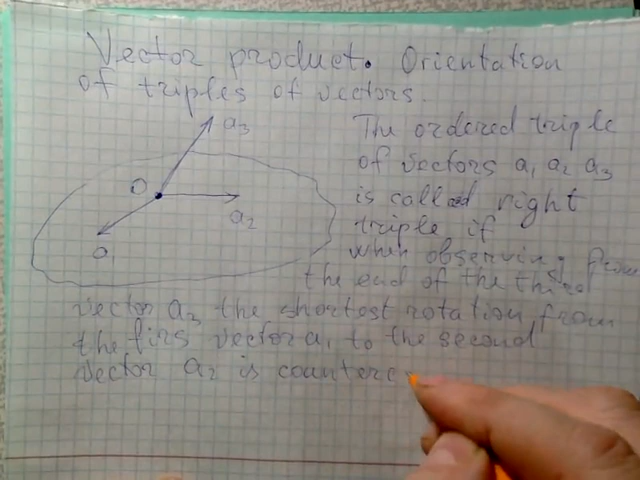 Vector product. Orientation
of triples of vectors.
a3
The ordered triple
of vectors a1 a2 a3
O
is called right
a2
triple if
a1
when observing from
the end of the third
vector a3 the shortest rotation from
the firs vector a1 to the second
vector a2 is counterc